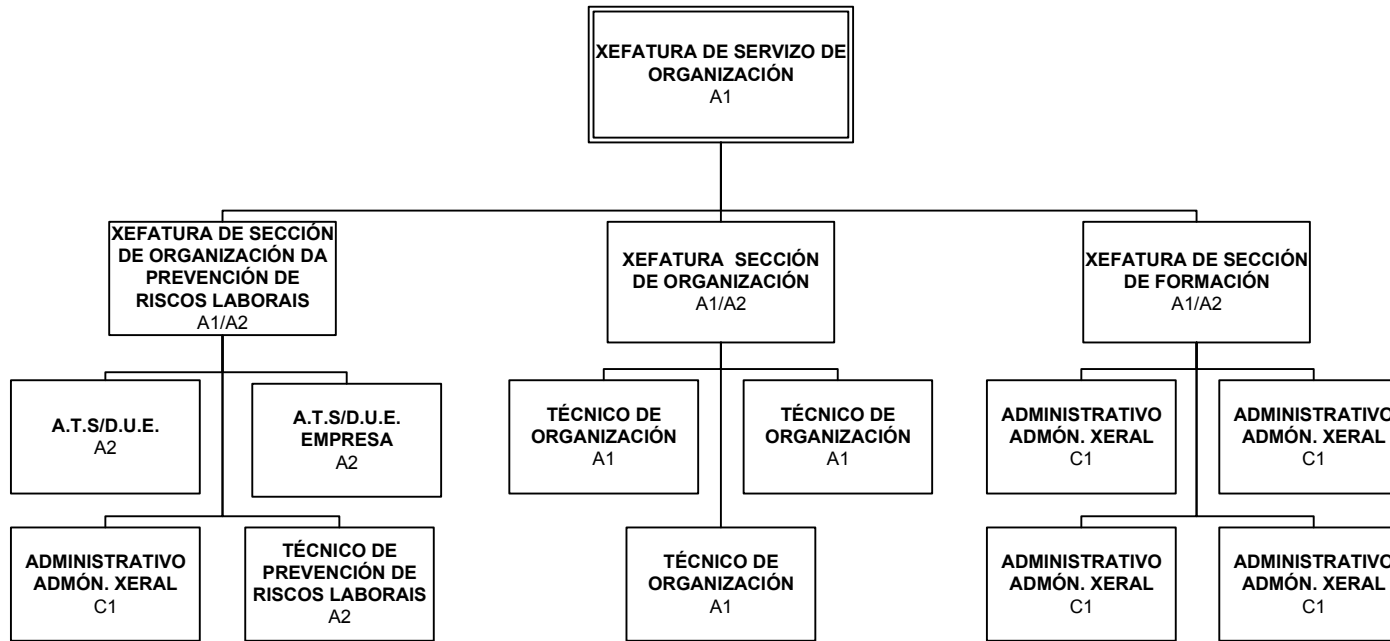 XEFATURA DE SERVIZO DE
ORGANIZACIÓN
A1
XEFATURA DE SECCIÓN
DE ORGANIZACIÓN DA
PREVENCIÓN DE
RISCOS LABORAIS
A1/A2
XEFATURA SECCIÓN
DE ORGANIZACIÓN
A1/A2
XEFATURA DE SECCIÓN
DE FORMACIÓN
A1/A2
A.T.S/D.U.E.
A2
A.T.S/D.U.E.
EMPRESA
A2
TÉCNICO DE
ORGANIZACIÓN
A1
TÉCNICO DE
ORGANIZACIÓN
A1
ADMINISTRATIVO
ADMÓN. XERAL
C1
ADMINISTRATIVO
ADMÓN. XERAL
C1
ADMINISTRATIVO
ADMÓN. XERAL
C1
TÉCNICO DE
PREVENCIÓN DE
RISCOS LABORAIS
A2
TÉCNICO DE
ORGANIZACIÓN
A1
ADMINISTRATIVO
ADMÓN. XERAL
C1
ADMINISTRATIVO
ADMÓN. XERAL
C1